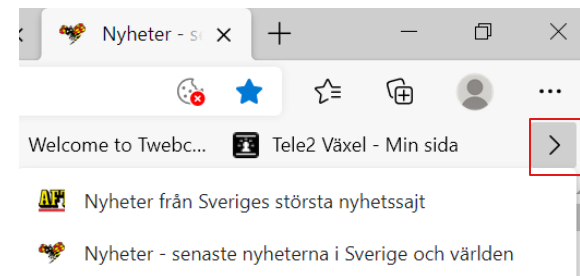 Nyheter - s
Welcome to Twebc... Tele2 Växel - Min sida
Nyheter från Sveriges största nyhetssajt
Nyheter - senaste nyheterna i Sverige och världen